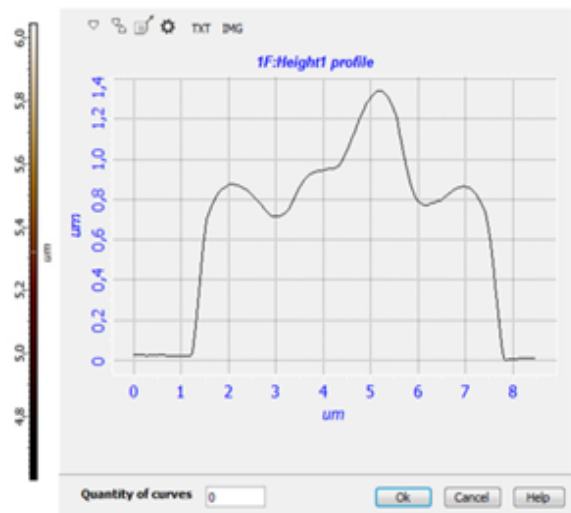 TXT IMG
1F:Height1 profile
6,0
5,8
5,4
5,2
5,0
4,8
um
1,4
1,2
1,0
0,8
0,6
0,4
0,2
0
um
0 1 2 3 4 5 6 7 8
um
Quantity of curves 0 Ok Cancel Help